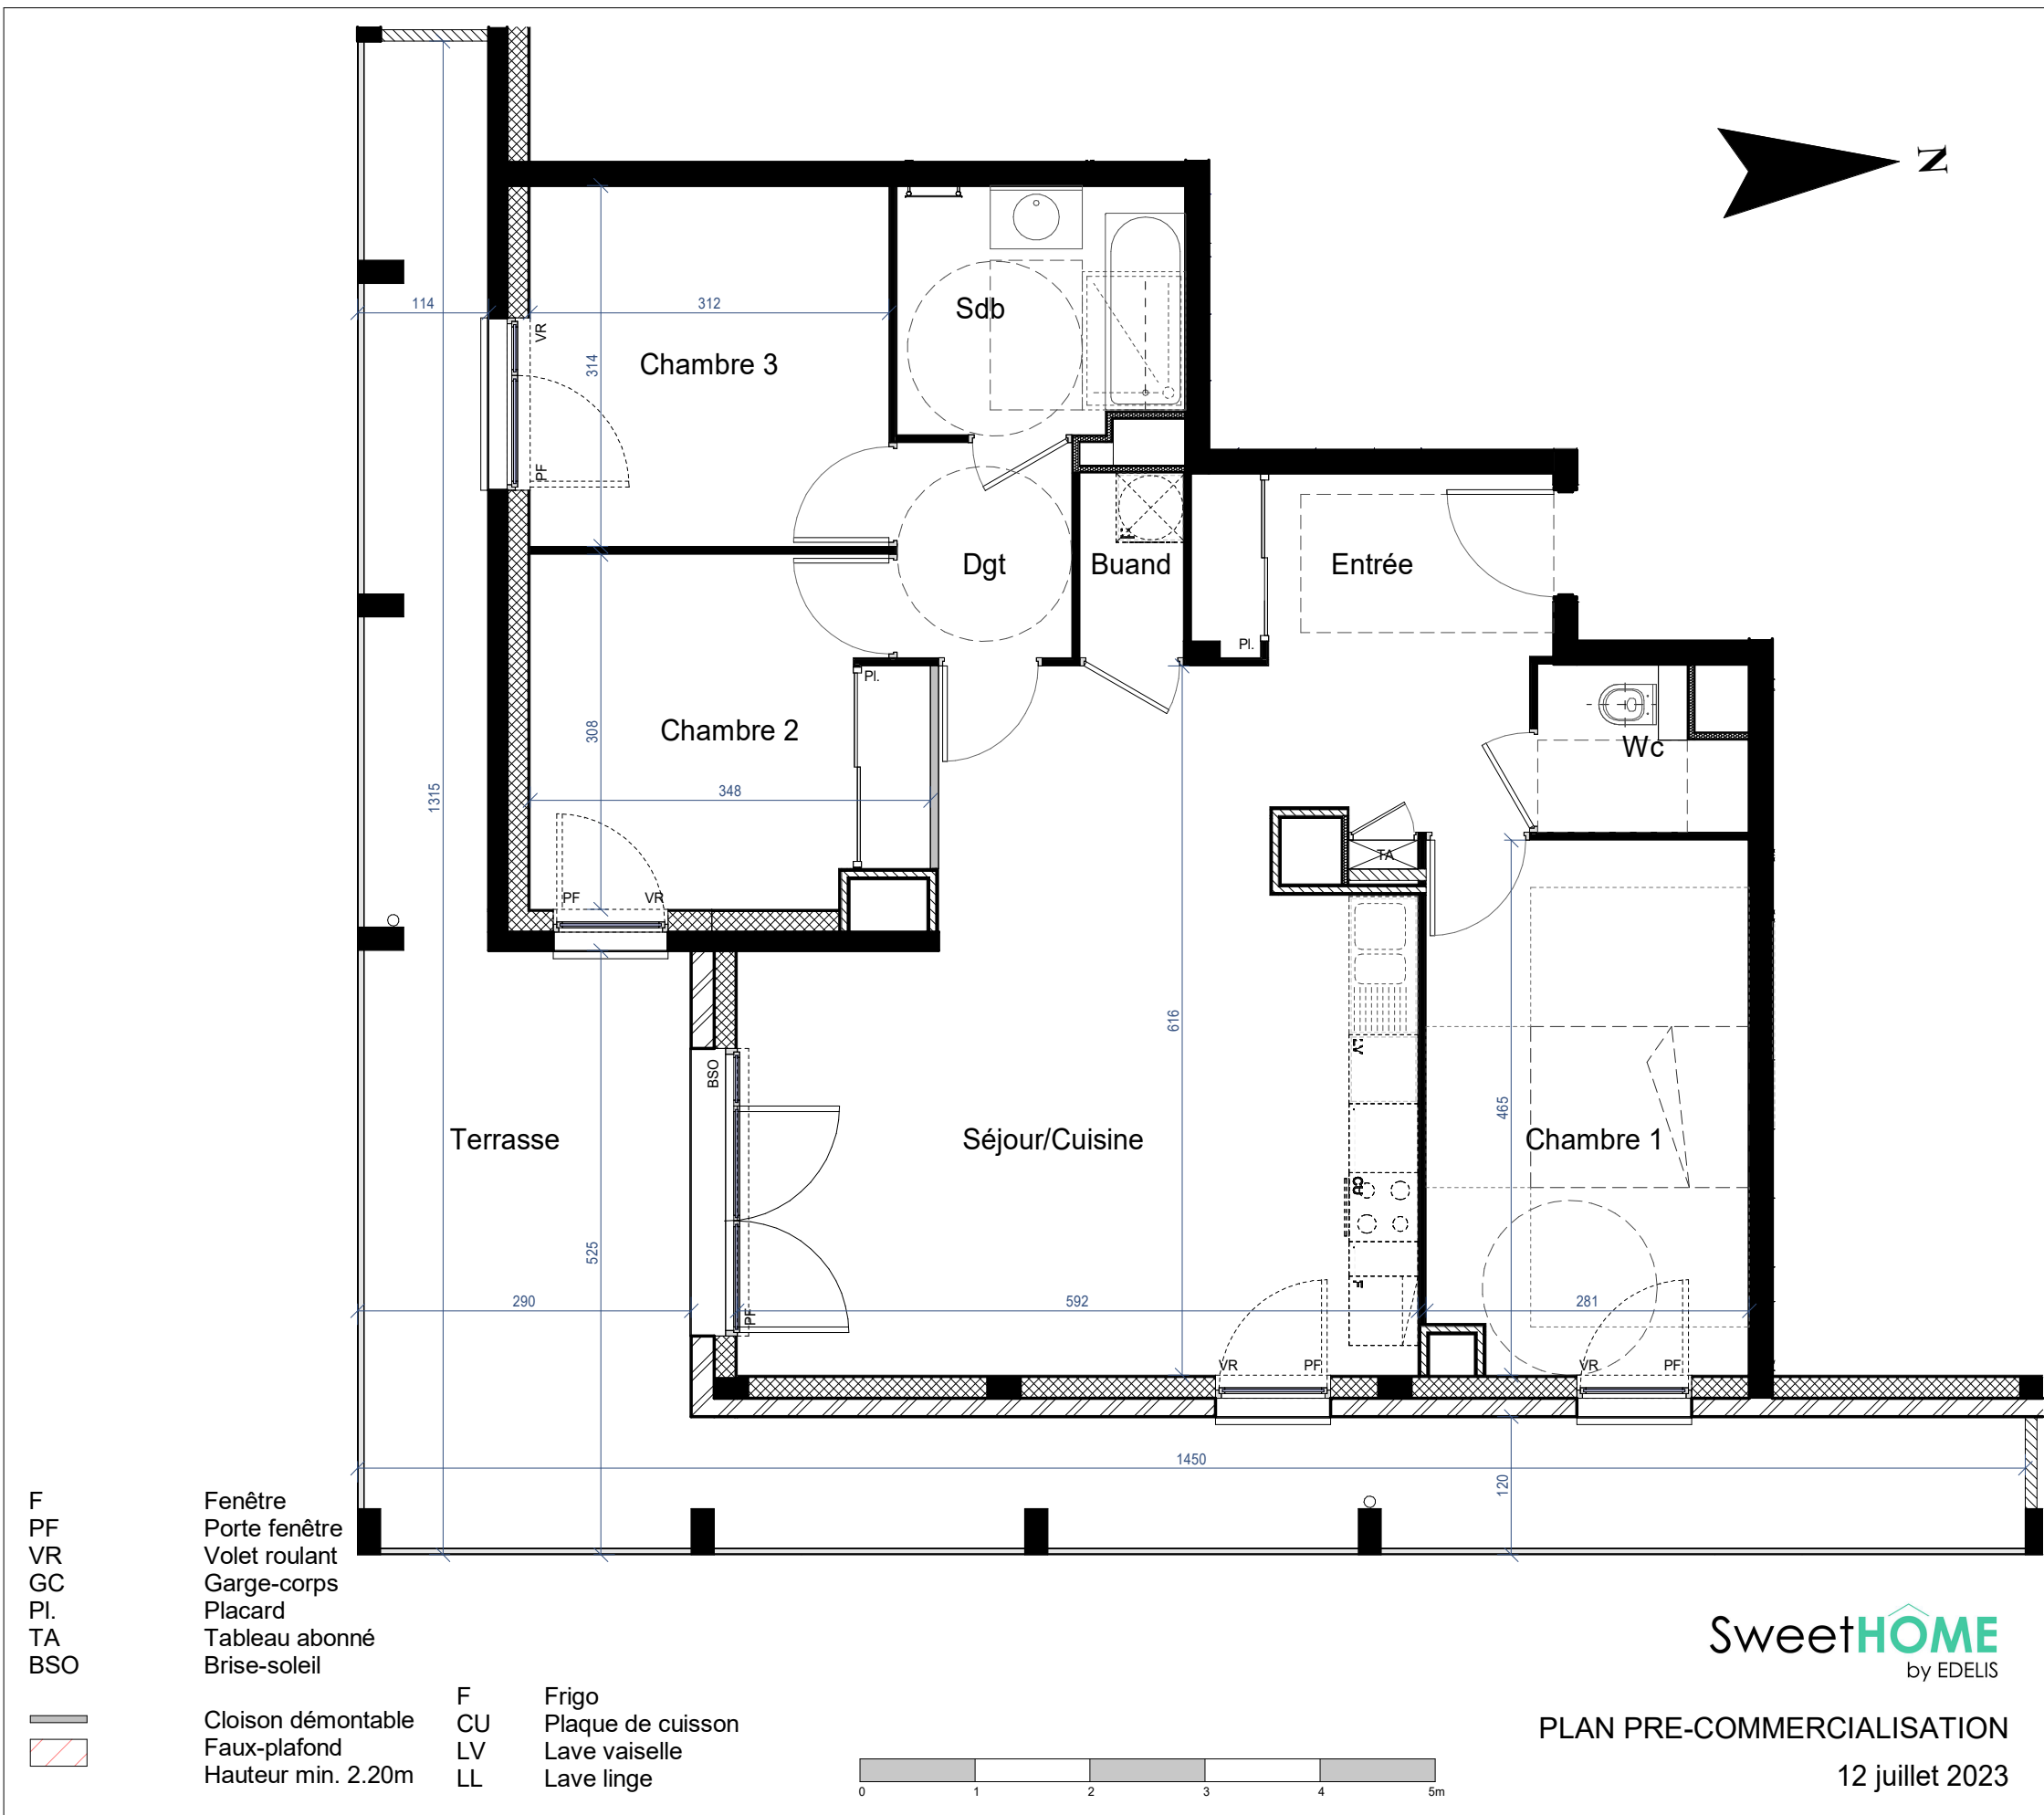 N
114
312
VR
314
Sdb
Chambre 3
PF
Dgt
Buand
Entrée
Pl.
Pl.
308
Chambre 2
Wc
348
1315
TA
PF
VR
616
LV
BSO
465
Terrasse
Séjour/Cuisine
Chambre 1
CU
525
F
290
592
281
PF
VR
PF
VR
PF
1450
120
F Fenêtre
PF Porte fenêtre
VR Volet roulant
GC Garge-corps
Pl. Placard
TA Tableau abonné
BSO Brise-soleil
Cloison démontable
Faux-plafond
Hauteur min. 2.20m
F Frigo
CU Plaque de cuisson
LV Lave vaiselle
LL Lave linge
0 1 2 3 4 5m
SweetHÔME
by EDELIS
PLAN PRE-COMMERCIALISATION
12 juillet 2023